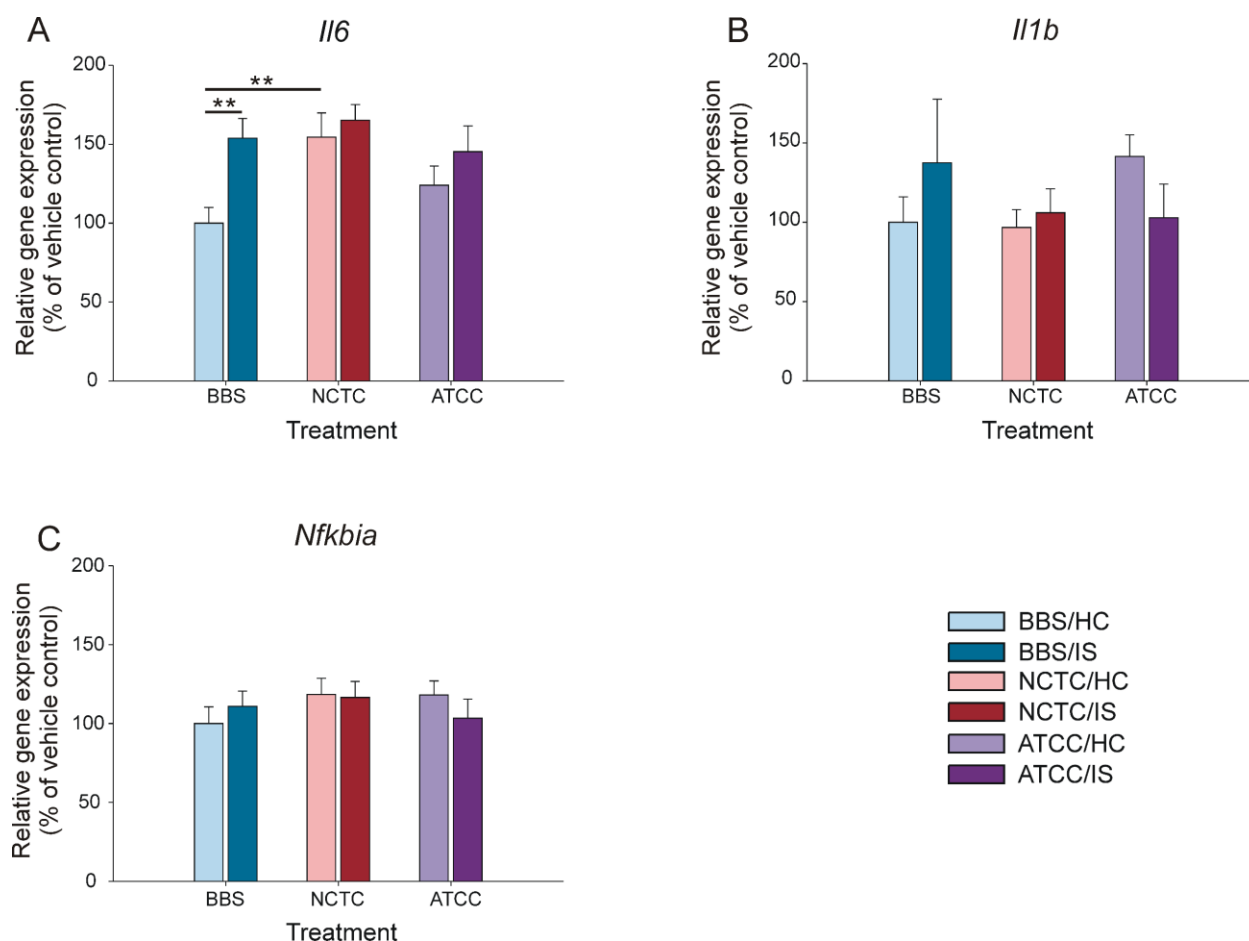 A
Il6
Relative gene expression
(% of vehicle control)
200
150
100
50
0
**
**
BBS
NCTC
ATCC
Treatment
B
Il1b
Relative gene expression
(% of vehicle control)
200
150
100
50
0
BBS
NCTC
ATCC
Treatment
C
Nfkbia
Relative gene expression
(% of vehicle control)
200
150
100
50
0
BBS
NCTC
ATCC
Treatment
BBS/HC
BBS/IS
NCTC/HC
NCTC/IS
ATCC/HC
ATCC/IS